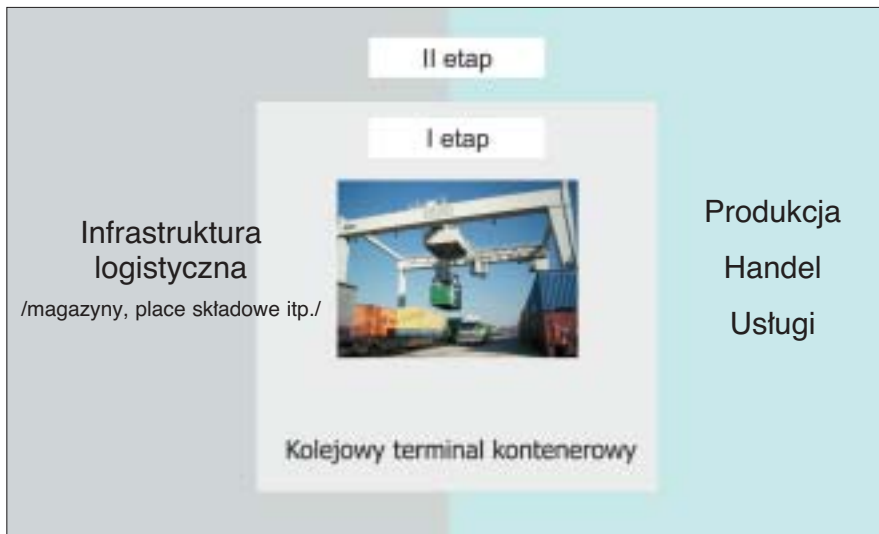 II etap
I etap
Infrastruktura
logistyczna
/magazyny, place składowe itp./
Produkcja
Handel
Usługi
Kolejowy terminal kontenerowy